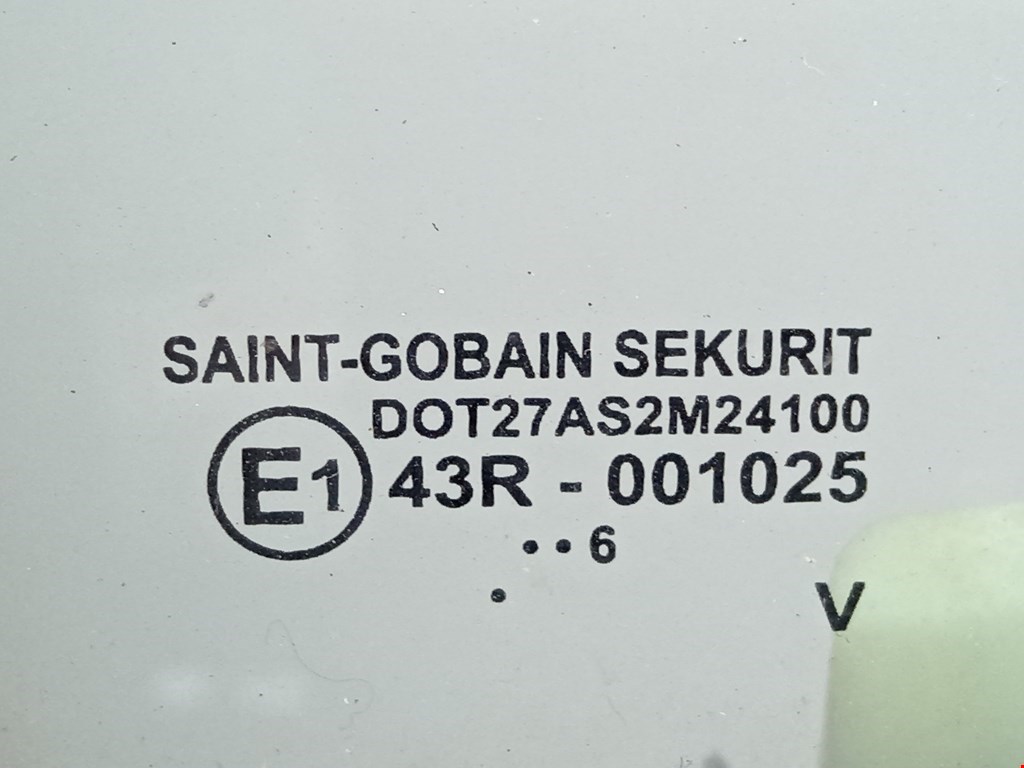 SAINT-GOBAIN SEKURIT
DOT27AS2M24100
E1 43R - 001025
••6
•
V